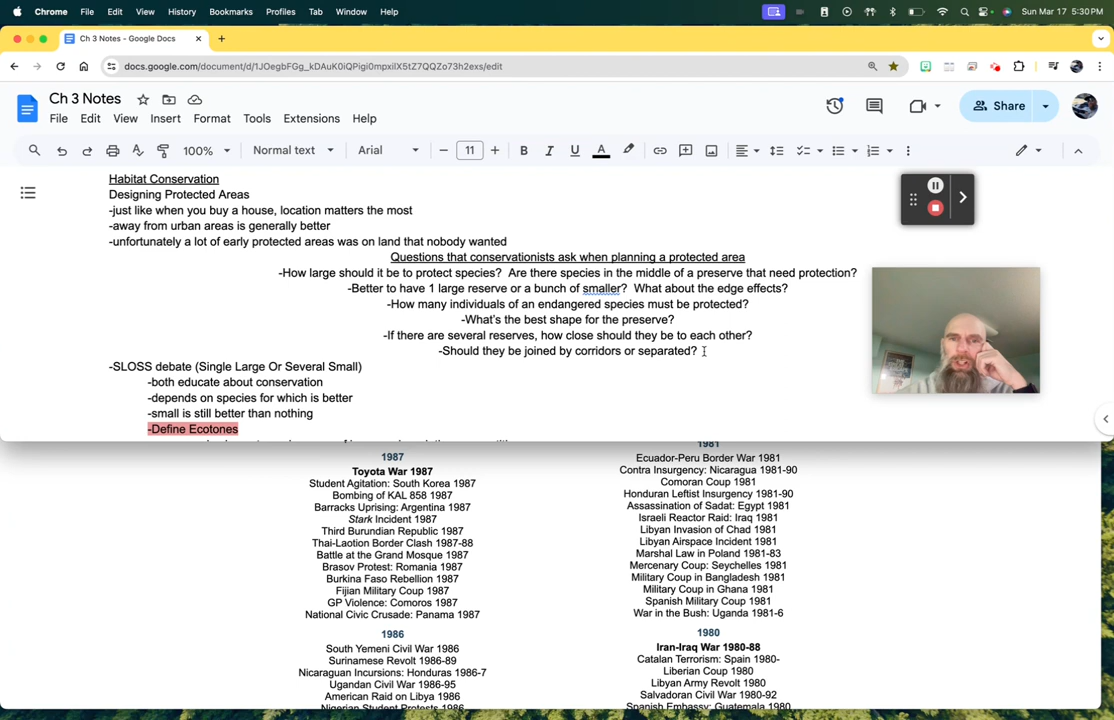 Chrome File Edit View History Bookmarks Profiles Tab Window Help Sun Mar 17 5:30PM
Ch 3 Notes - Google Docs
docs.google.com/document/d/1JOegbFGg_kDAuK0iQPigi0mpxilX5tZ7QQZo73h2exs/edit
Ch 3 Notes
Share
File Edit View Insert Format Tools Extensions Help
100% Normal text Arial 11 B I U A
Habitat Conservation
Designing Protected Areas
-just like when you buy a house, location matters the most
-away from urban areas is generally better
-unfortunately a lot of early protected areas was on land that nobody wanted
Questions that conservationists ask when planning a protected area
-How large should it be to protect species? Are there species in the middle of a preserve that need protection?
-Better to have 1 large reserve or a bunch of smaller? What about the edge effects?
-How many individuals of an endangered species must be protected?
-What's the best shape for the preserve?
-If there are several reserves, how close should they be to each other?
-Should they be joined by corridors or separated?
-SLOSS debate (Single Large Or Several Small)
-both educate about conservation
-depends on species for which is better
-small is still better than nothing
-Define Ecotones
1987
Toyota War 1987
Student Agitation: South Korea 1987
Bombing of KAL 858 1987
Barracks Uprising: Argentina 1987
Stark Incident 1987
Third Burundian Republic 1987
Thai-Laotion Border Clash 1987-88
Battle at the Grand Mosque 1987
Brasov Protest: Romania 1987
Burkina Faso Rebellion 1987
Fijian Military Coup 1987
GP Violence: Comoros 1987
National Civic Crusade: Panama 1987
1986
South Yemeni Civil War 1986
Surinamese Revolt 1986-89
Nicaraguan Incursions: Honduras 1986-7
Ugandan Civil War 1986-95
American Raid on Libya 1986
Nigerian Student Protests 1986
1981
Ecuador-Peru Border War 1981
Contra Insurgency: Nicaragua 1981-90
Comoran Coup 1981
Honduran Leftist Insurgency 1981-90
Assassination of Sadat: Egypt 1981
Israeli Reactor Raid: Iraq 1981
Libyan Invasion of Chad 1981
Libyan Airspace Incident 1981
Marshal Law in Poland 1981-83
Mercenary Coup: Seychelles 1981
Military Coup in Bangladesh 1981
Military Coup in Ghana 1981
Spanish Military Coup 1981
War in the Bush: Uganda 1981-6
1980
Iran-Iraq War 1980-88
Catalan Terrorism: Spain 1980-
Liberian Coup 1980
Libyan Army Revolt 1980
Salvadoran Civil War 1980-92
Spanish Embassy: Guatemala 1980